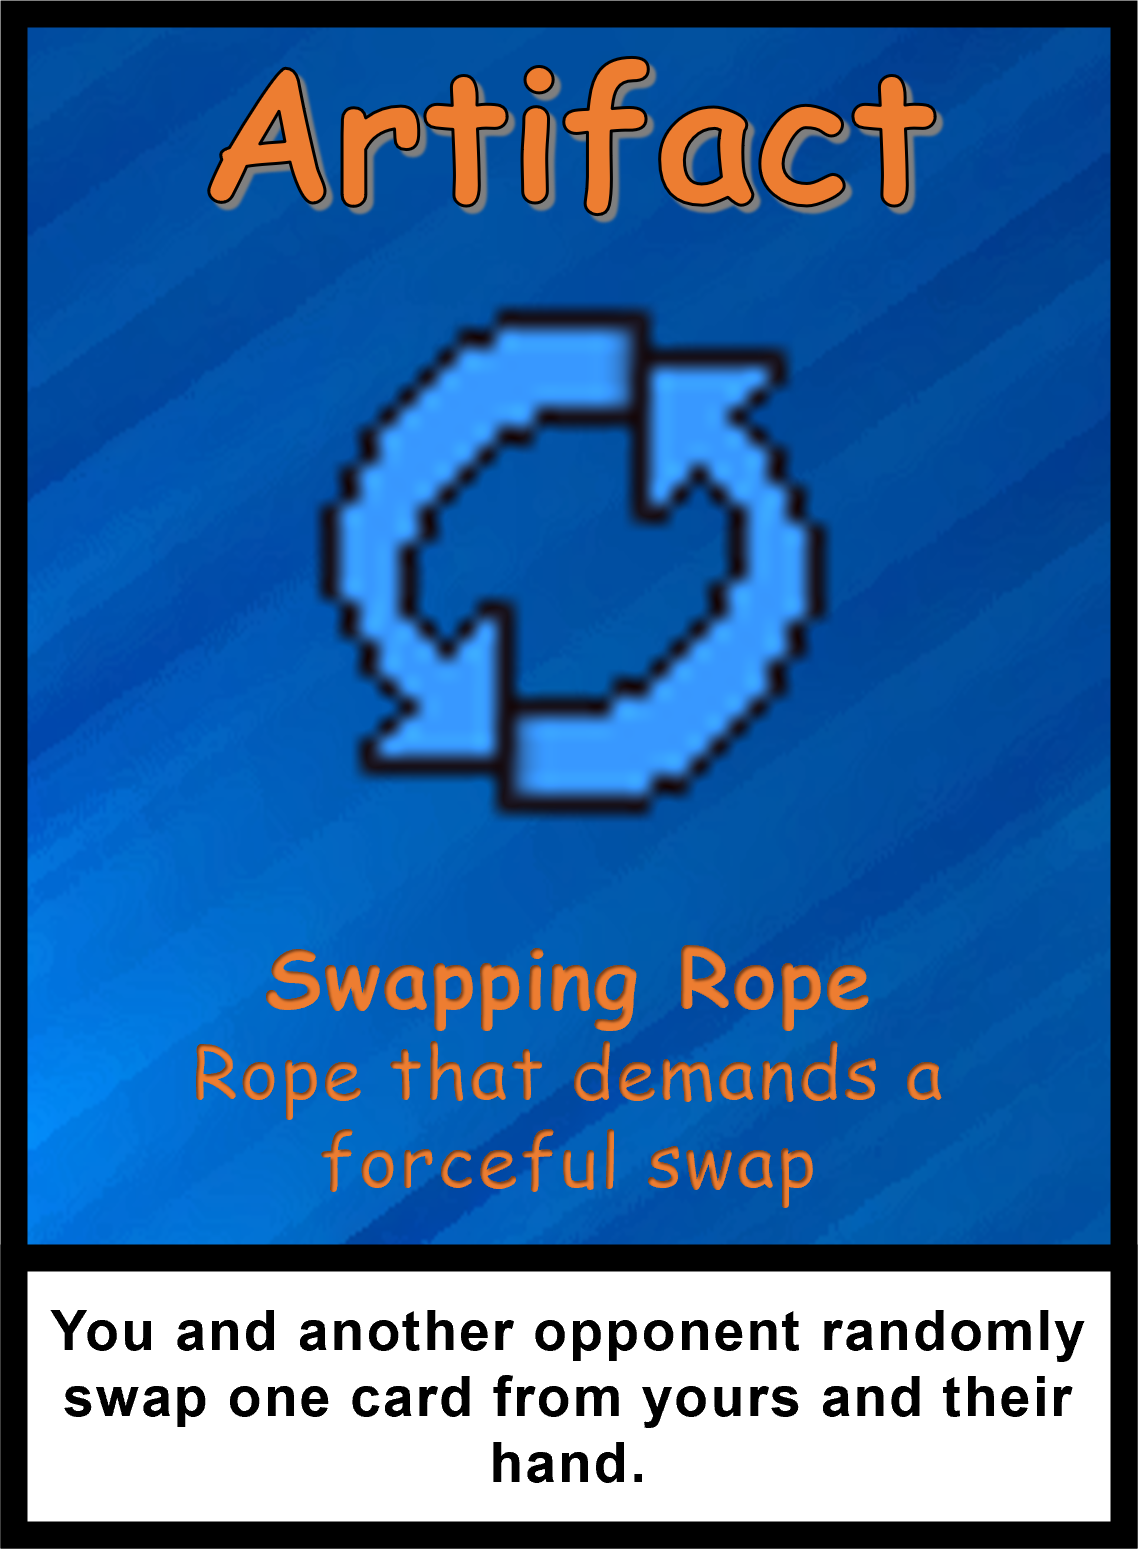 Artifact
Swapping Rope
Rope that demands a
forceful swap
You and another opponent randomly
swap one card from yours and their
hand.